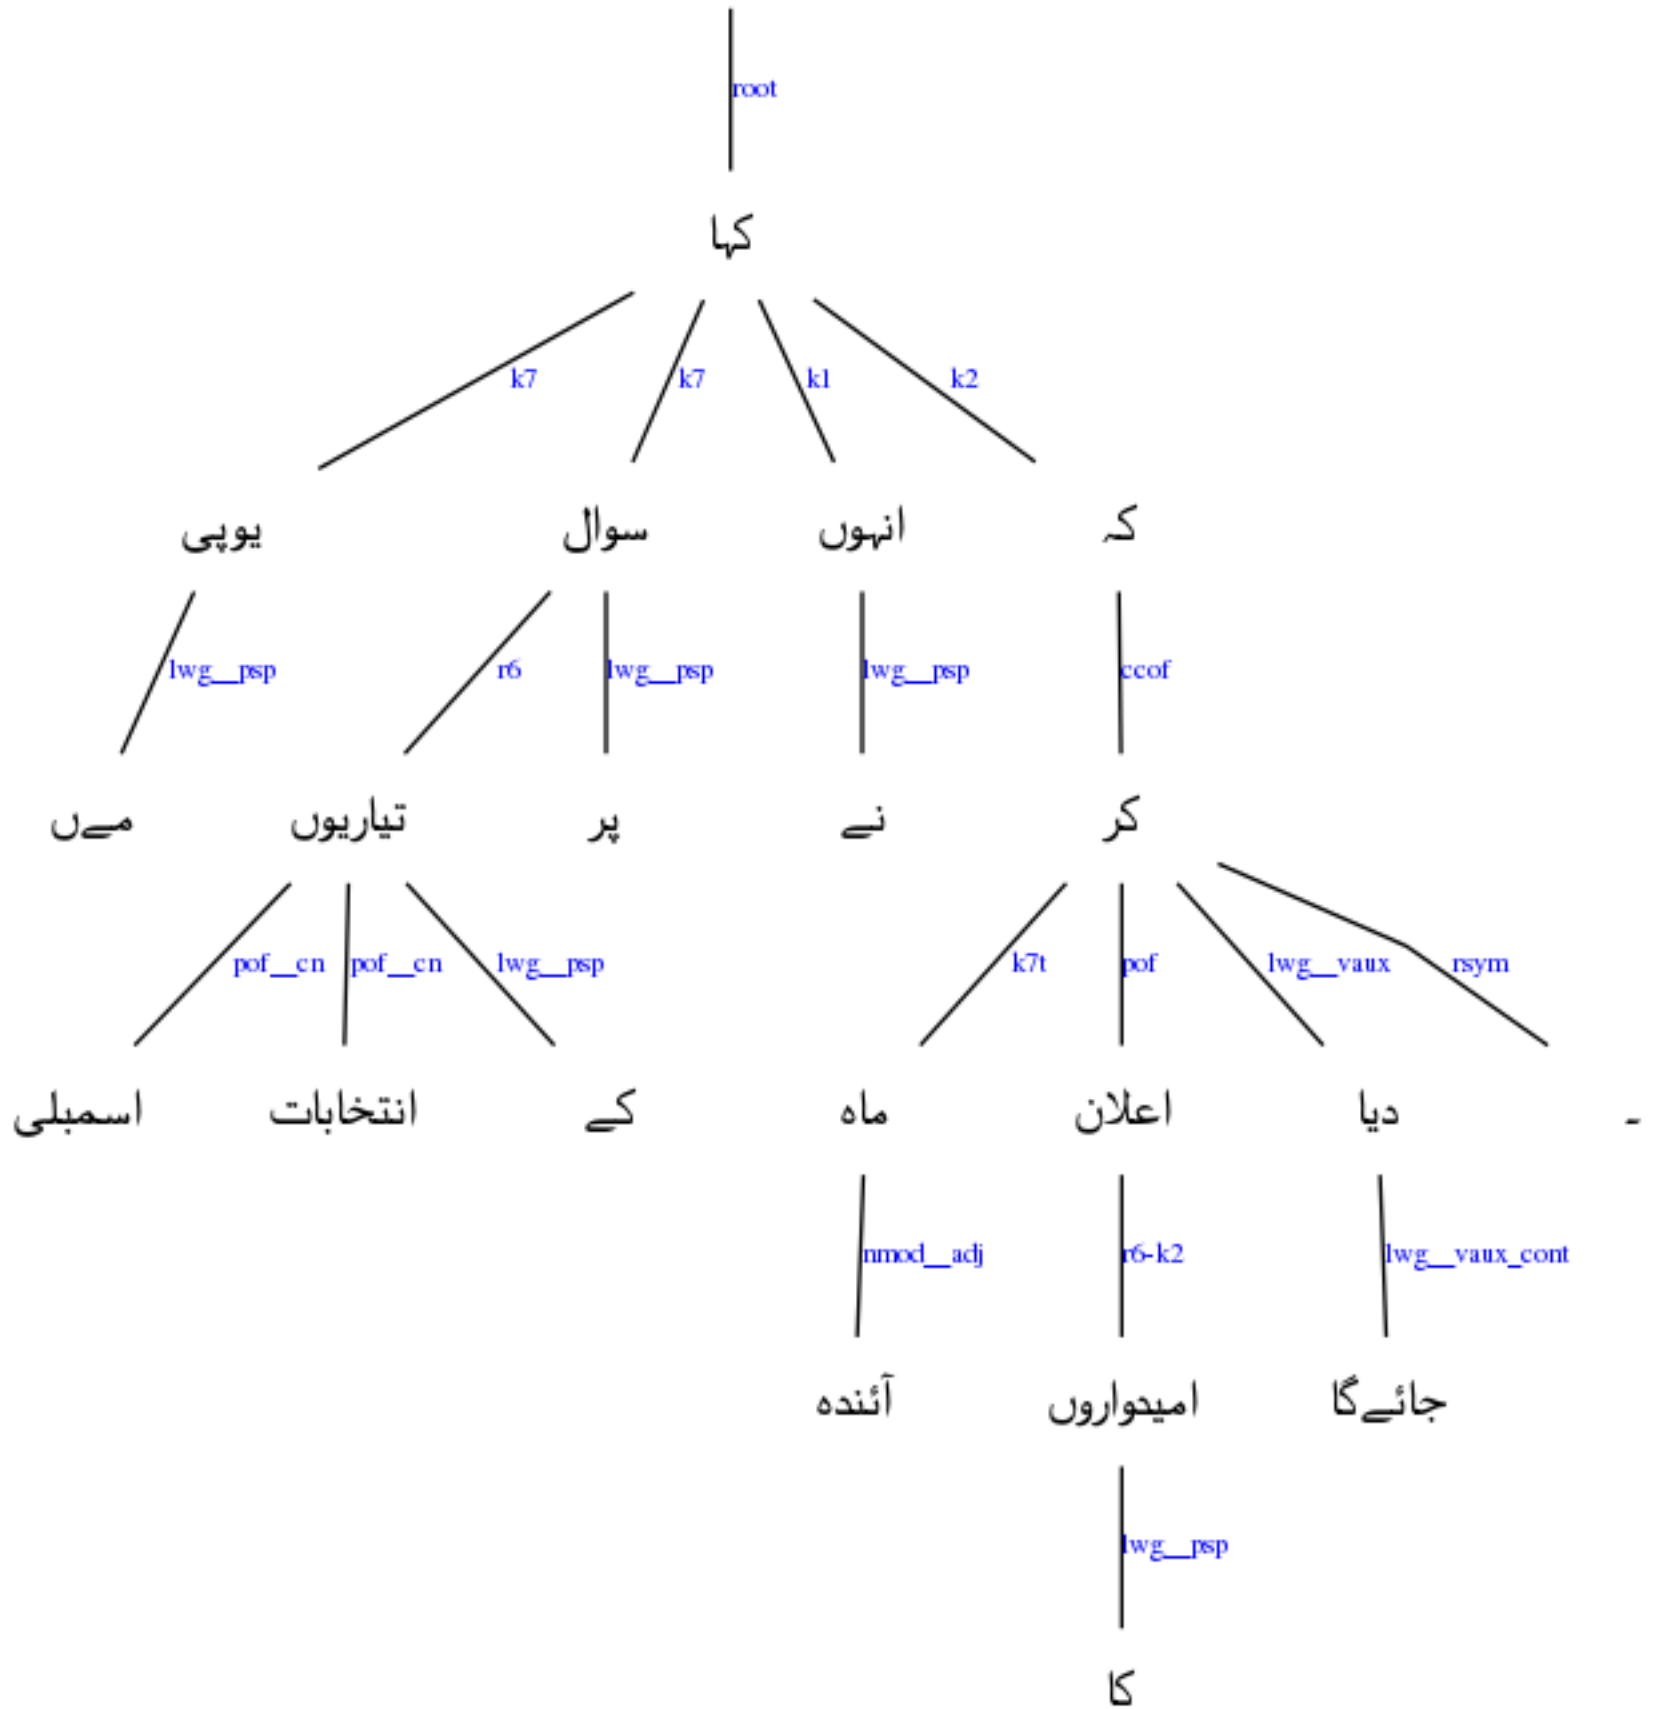 root
کہا
k7 k7 k1 k2
یوپی سوال انہوں کہ
lwg__psp r6 lwg__psp lwg__psp ccof
مےں تیاریوں پر نے کر
pof__cn pof__cn lwg__psp k7t pof lwg__vaux rsym
اسمبلی انتخابات کے ماہ اعلان دیا ۔
nmod__adj r6-k2 lwg__vaux_cont
آئندہ امیدواروں جائےگا
lwg__psp
کا